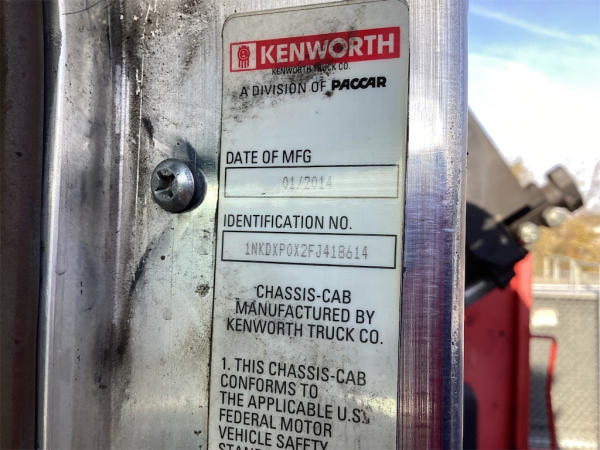 KENWORTH
KENWORTH TRUCK CO.
A DIVISION OF PACCAR
DATE OF MFG
01/2014
IDENTIFICATION NO.
1NKDXP0X2FJ418614
CHASSIS-CAB
MANUFACTURED BY
KENWORTH TRUCK CO.
1. THIS CHASSIS-CAB
CONFORMS TO
THE APPLICABLE U.S.
FEDERAL MOTOR
VEHICLE SAFETY